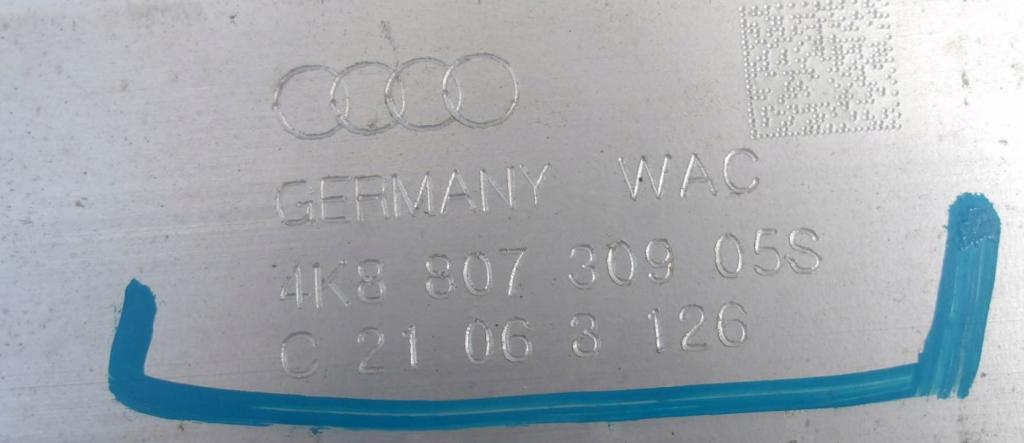 GERMANY WAC
4K8 807 309 05S
C 21 06 3 126